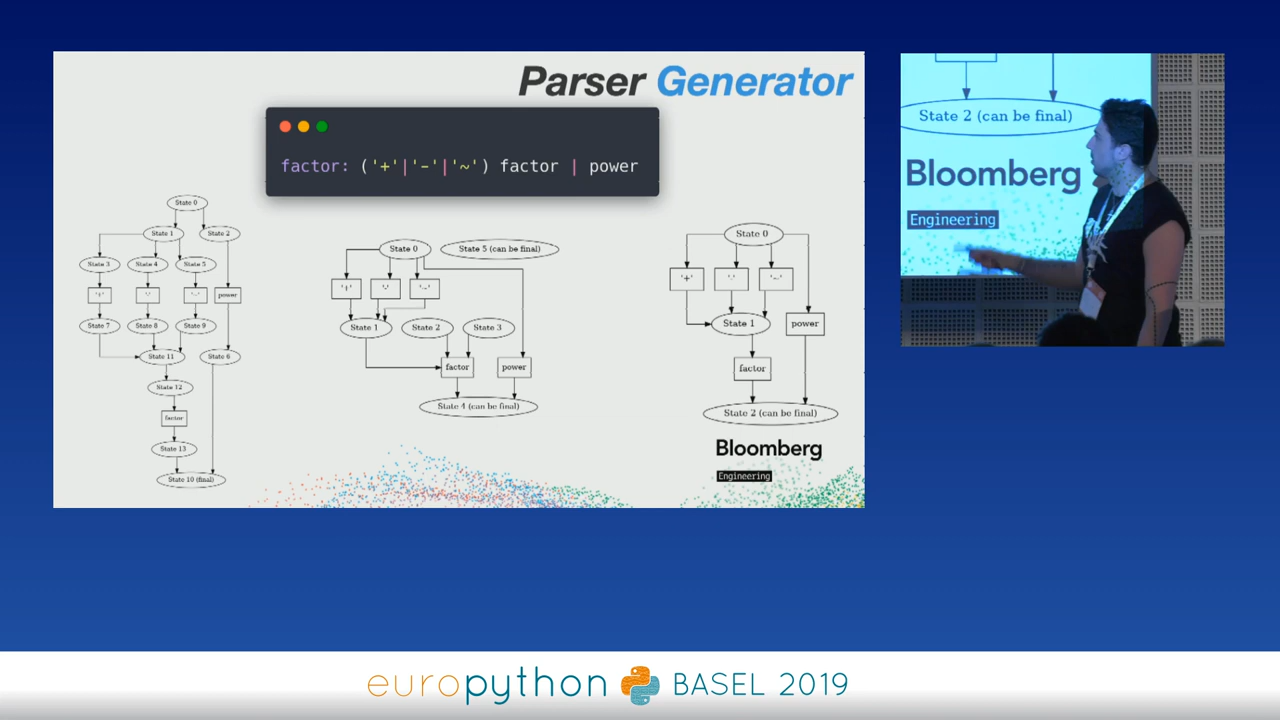 Parser Generator
factor: ('+'|'-'|'~') factor | power
State 0
State 1
State 2
State 3
State 4
State 5
'+'
'-'
'~'
power
State 7
State 8
State 9
State 11
State 6
State 12
factor
State 13
State 10 (final)
State 0
State 5 (can be final)
'+'
'-'
'~'
State 1
State 2
State 3
factor
power
State 4 (can be final)
State 0
'+'
'-'
'~'
State 1
power
factor
State 2 (can be final)
Bloomberg
Engineering
State 2 (can be final)
Bloomberg
Engineering
europython BASEL 2019